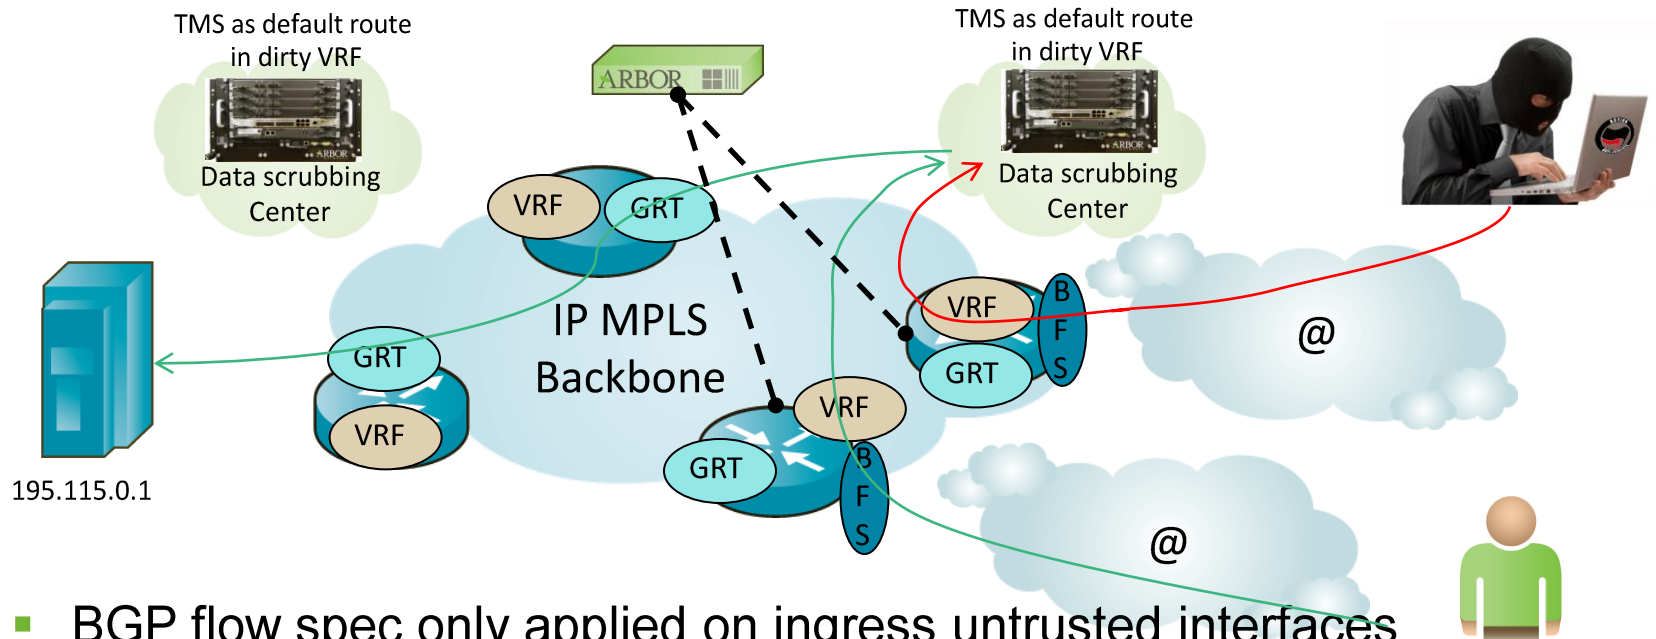 TMS as default route
in dirty VRF
ARBOR
Data scrubbing
Center
ARBOR
TMS as default route
in dirty VRF
ARBOR
Data scrubbing
Center
VRF
GRT
IP MPLS
Backbone
VRF
GRT
B
F
S
@
GRT
VRF
195.115.0.1
VRF
GRT
B
F
S
@
▪ BGP flow spec only applied on ingress untrusted interfaces